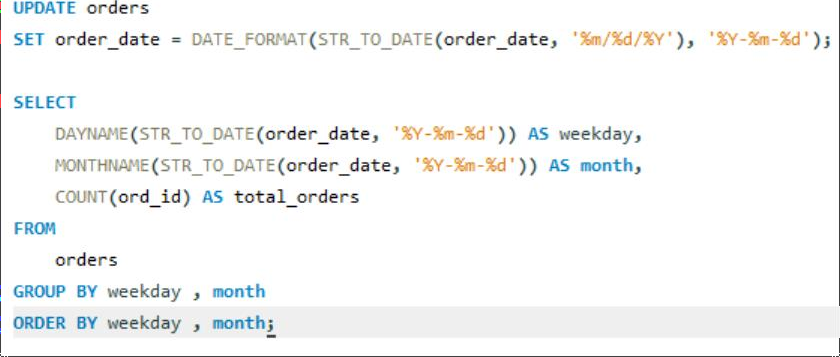 UPDATE orders
SET order_date = DATE_FORMAT(STR_TO_DATE(order_date, '%m/%d/%Y'), '%Y-%m-%d');
SELECT
DAYNAME(STR_TO_DATE(order_date, '%Y-%m-%d')) AS weekday,
MONTHNAME(STR_TO_DATE(order_date, '%Y-%m-%d')) AS month,
COUNT(ord_id) AS total_orders
FROM
orders
GROUP BY weekday , month
ORDER BY weekday , month;